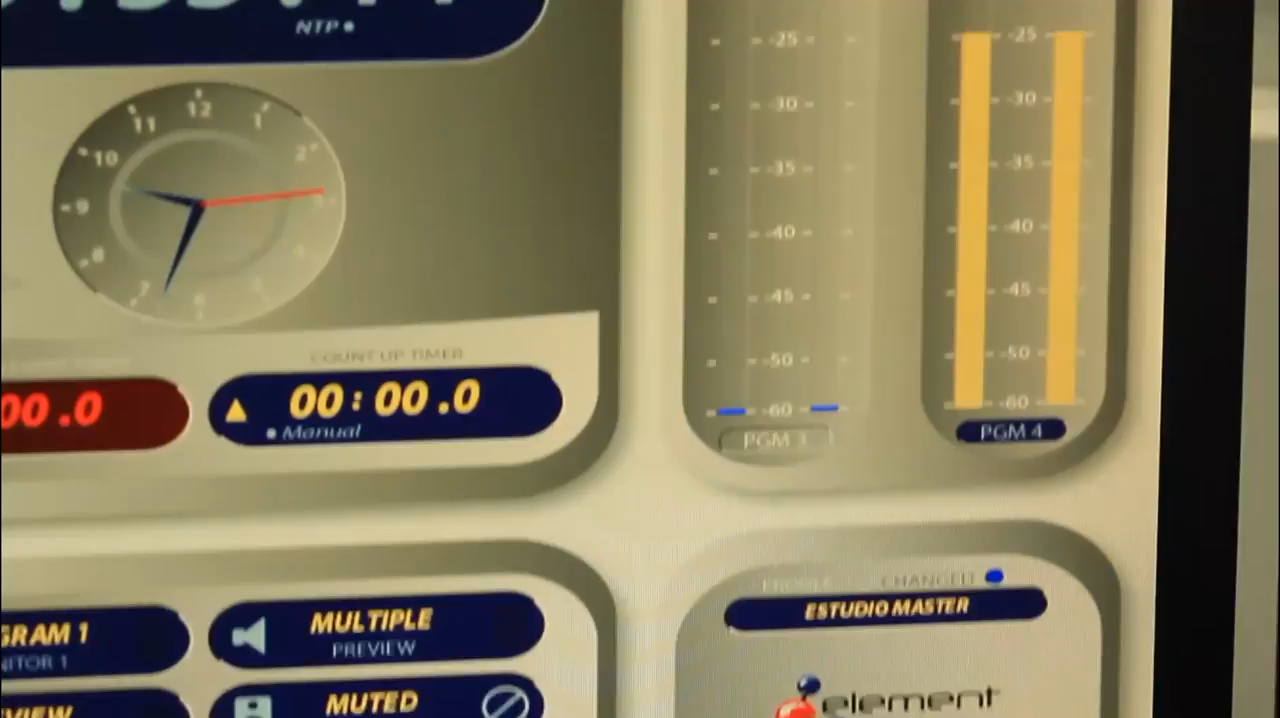 NTP
12
11
1
10
2
9
8
7
6
COUNT UP TIMER
00.0
00:00.0
Manual
-25
-30
-35
-40
-45
-50
-60
PGM 3
-25
-30
-35
-40
-45
-50
-60
PGM 4
GRAM 1
NITOR 1
MULTIPLE
PREVIEW
VIEW
MUTED
PROFILE
CHANGED
ESTUDIO MASTER
element